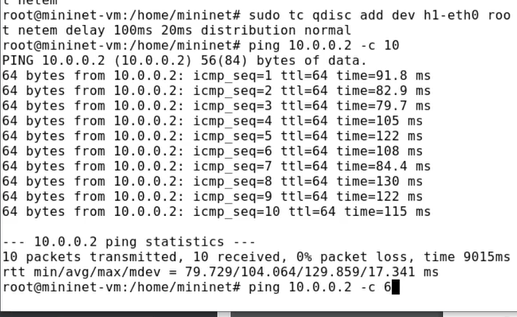 t netem
root@mininet-vm:/home/mininet# sudo tc qdisc add dev h1-eth0 roo
t netem delay 100ms 20ms distribution normal
root@mininet-vm:/home/mininet# ping 10.0.0.2 -c 10
PING 10.0.0.2 (10.0.0.2) 56(84) bytes of data.
64 bytes from 10.0.0.2: icmp_seq=1 ttl=64 time=91.8 ms
64 bytes from 10.0.0.2: icmp_seq=2 ttl=64 time=82.9 ms
64 bytes from 10.0.0.2: icmp_seq=3 ttl=64 time=79.7 ms
64 bytes from 10.0.0.2: icmp_seq=4 ttl=64 time=105 ms
64 bytes from 10.0.0.2: icmp_seq=5 ttl=64 time=122 ms
64 bytes from 10.0.0.2: icmp_seq=6 ttl=64 time=108 ms
64 bytes from 10.0.0.2: icmp_seq=7 ttl=64 time=84.4 ms
64 bytes from 10.0.0.2: icmp_seq=8 ttl=64 time=130 ms
64 bytes from 10.0.0.2: icmp_seq=9 ttl=64 time=122 ms
64 bytes from 10.0.0.2: icmp_seq=10 ttl=64 time=115 ms

--- 10.0.0.2 ping statistics ---
10 packets transmitted, 10 received, 0% packet loss, time 9015ms
rtt min/avg/max/mdev = 79.729/104.064/129.859/17.341 ms
root@mininet-vm:/home/mininet# ping 10.0.0.2 -c 6